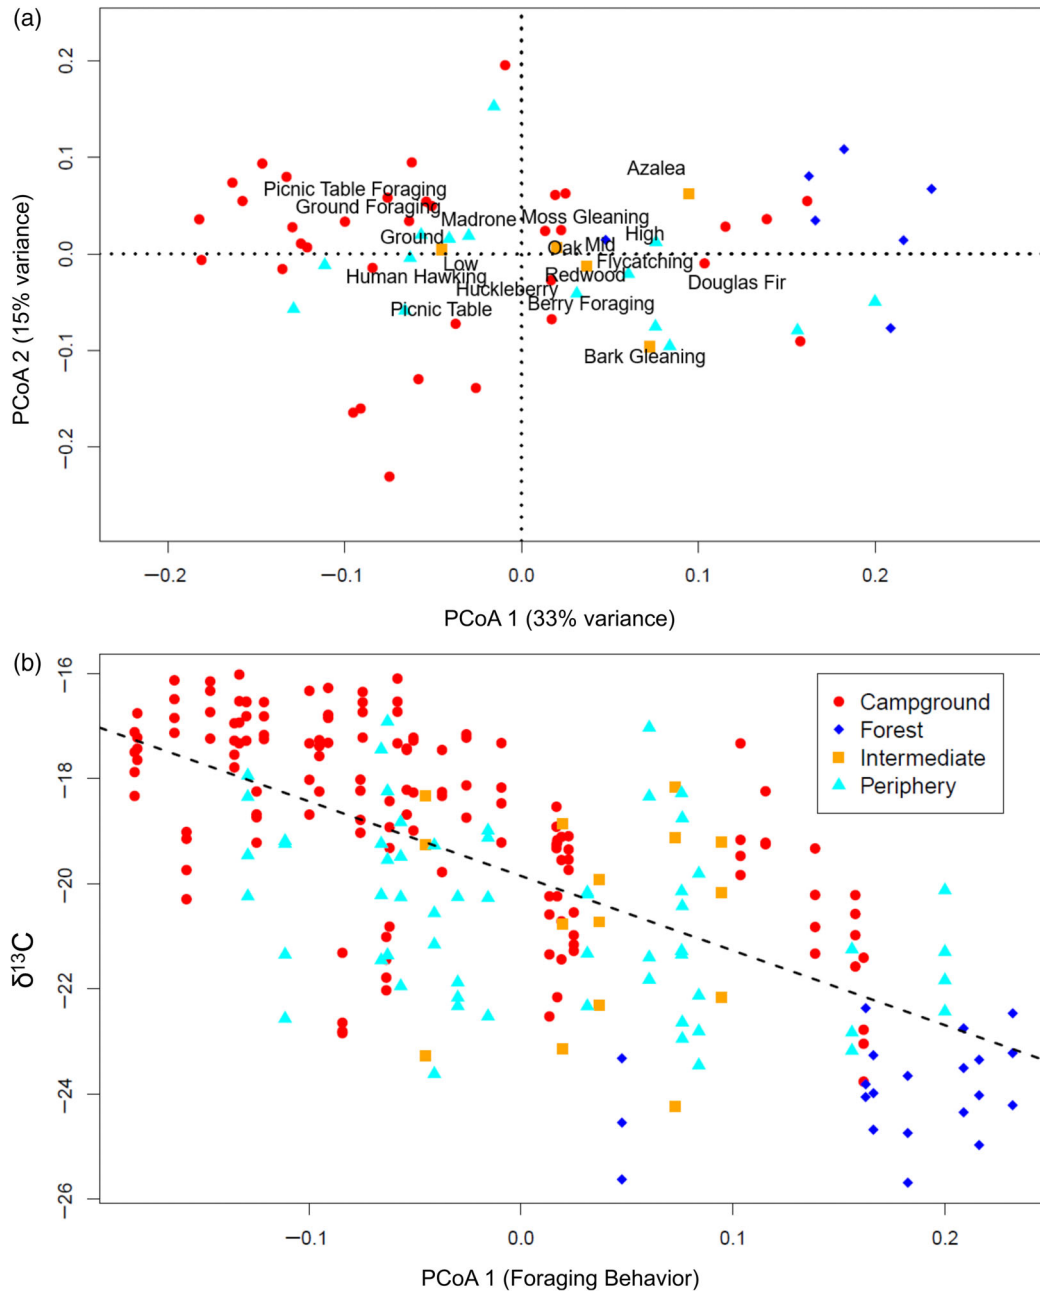 (a)
0.2
0.1
0.0
−0.1
−0.2
PCoA 2 (15% variance)
Azalea
Picnic Table Foraging
Ground Foraging
Madrone
Moss Gleaning
High
Ground
Oak
Mid
Low
Flycatching
Human Hawking
Redwood
Douglas Fir
Huckleberry
Picnic Table
Berry Foraging
Bark Gleaning
−0.2
−0.1
0.0
0.1
0.2
PCoA 1 (33% variance)
(b)
−16
−18
−20
−22
−24
−26
δ¹³C
Campground
Forest
Intermediate
Periphery
−0.1
0.0
0.1
0.2
PCoA 1 (Foraging Behavior)